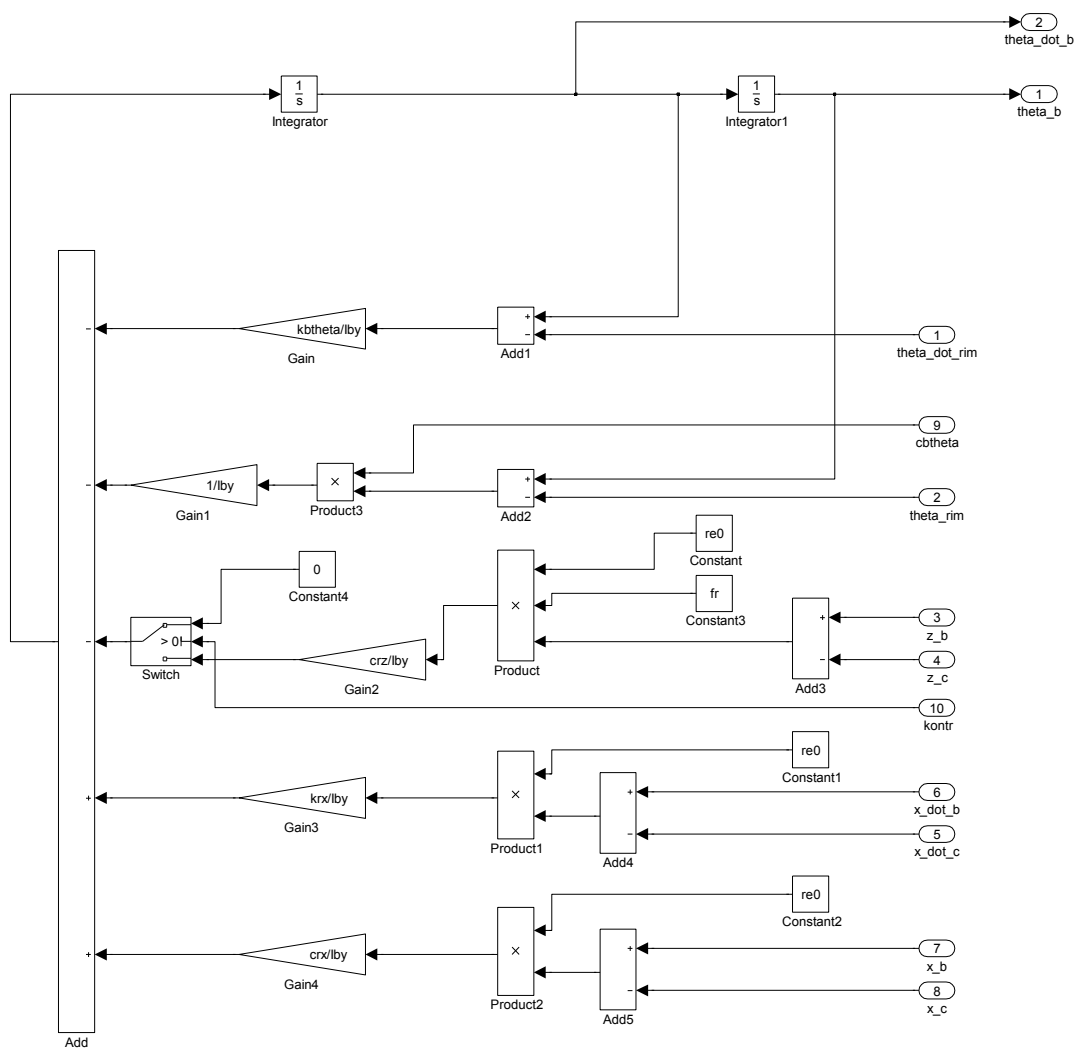 2
theta_dot_b
1
s
Integrator
1
s
Integrator1
1
theta_b
−
kbtheta/Iby
Gain
+
−
Add1
1
theta_dot_rim
9
cbtheta
−
1/Iby
Gain1
×
Product3
+
−
Add2
2
theta_rim
re0
Constant
0
Constant4
×
Product
fr
Constant3
+
−
Add3
3
z_b
4
z_c
−
> 0
Switch
crz/Iby
Gain2
10
kontr
re0
Constant1
+
krx/Iby
Gain3
×
Product1
+
−
Add4
6
x_dot_b
5
x_dot_c
re0
Constant2
+
crx/Iby
Gain4
×
Product2
+
−
Add5
7
x_b
8
x_c
Add